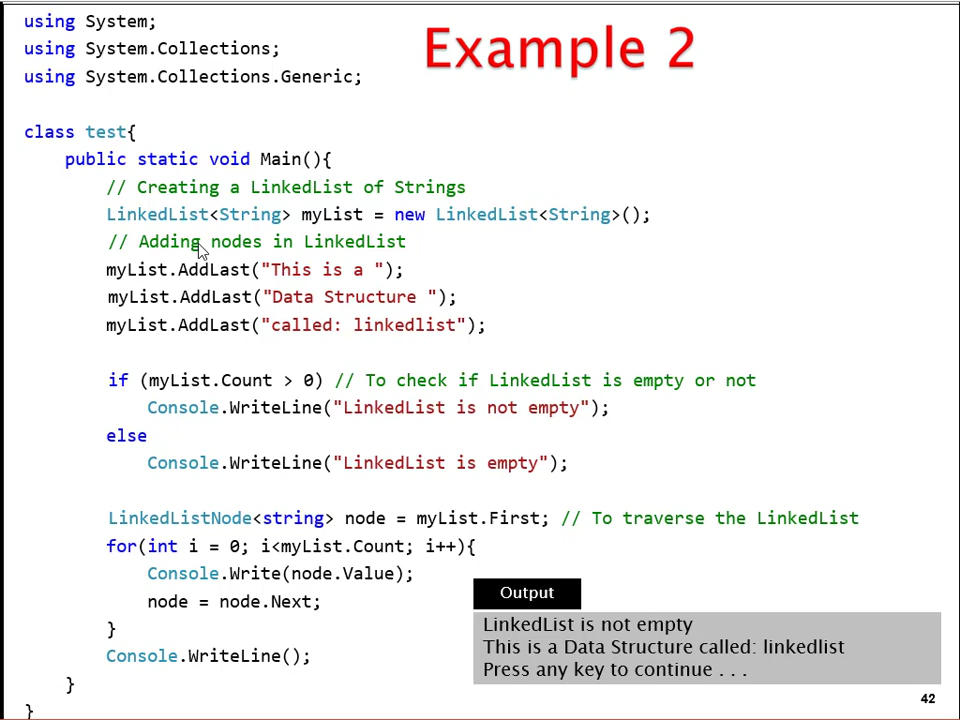 using System;
using System.Collections;
using System.Collections.Generic;
Example 2
class test{
public static void Main(){
// Creating a LinkedList of Strings
LinkedList<String> myList = new LinkedList<String>();
// Adding nodes in LinkedList
myList.AddLast("This is a ");
myList.AddLast("Data Structure ");
myList.AddLast("called: linkedlist");
if (myList.Count > 0) // To check if LinkedList is empty or not
Console.WriteLine("LinkedList is not empty");
else
Console.WriteLine("LinkedList is empty");
LinkedListNode<string> node = myList.First; // To traverse the LinkedList
for(int i = 0; i<myList.Count; i++){
Console.Write(node.Value);
node = node.Next;
}
Console.WriteLine();
}
}
Output
LinkedList is not empty
This is a Data Structure called: linkedlist
Press any key to continue . . .
42